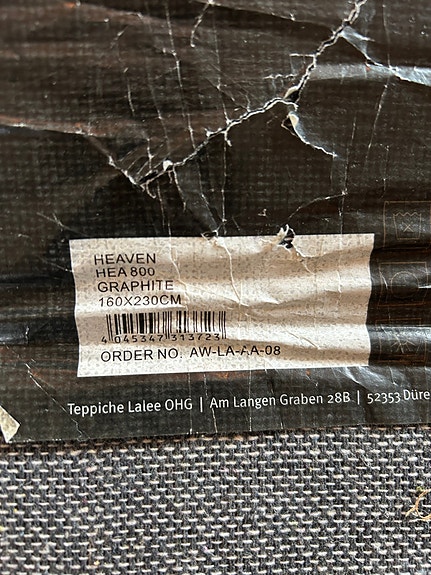 HEAVEN
HEA 800
GRAPHITE
160X230CM
4 045347 313723
ORDER NO. AW-LA-AA-08
Teppiche Lalee OHG | Am Langen Graben 28B | 52353 Düre